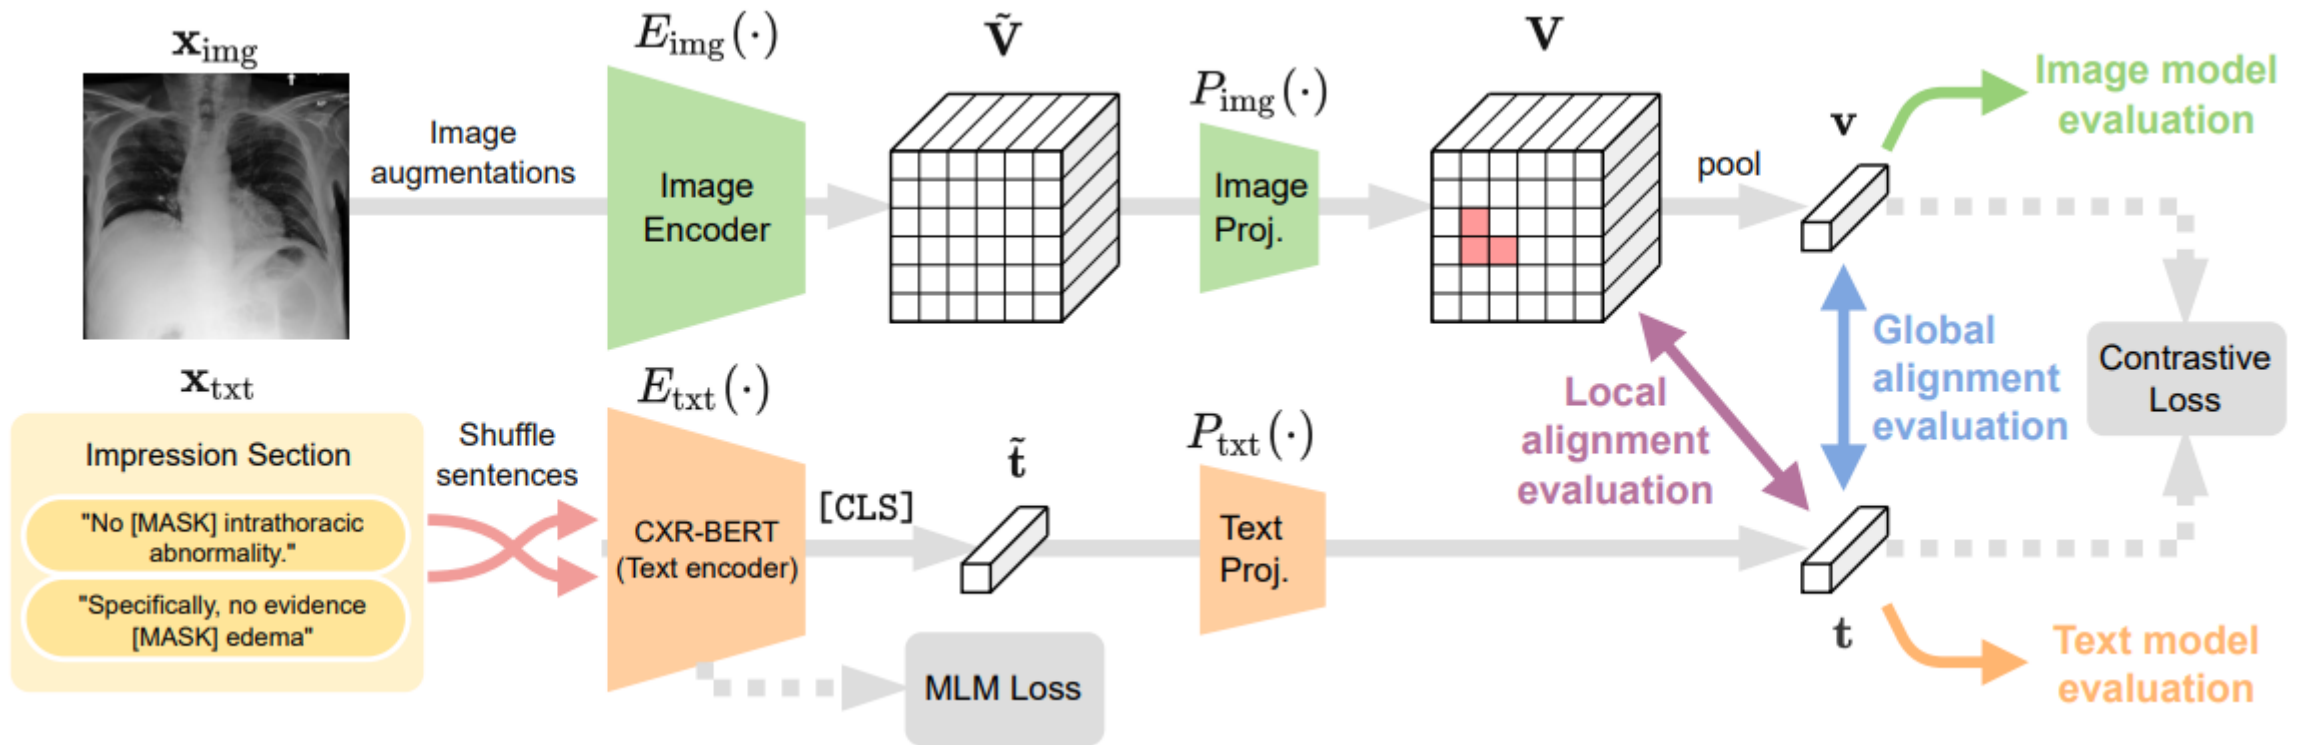 x_img
Image
augmentations
E_img(·)
Image
Encoder
Ṽ
P_img(·)
Image
Proj.
V
pool
v
Image model
evaluation
Global
alignment
evaluation
Local
alignment
evaluation
Contrastive
Loss
x_txt
Impression Section
"No [MASK] intrathoracic
abnormality."
"Specifically, no evidence
[MASK] edema"
Shuffle
sentences
E_txt(·)
CXR-BERT
(Text encoder)
[CLS]
t̃
MLM Loss
P_txt(·)
Text
Proj.
t
Text model
evaluation